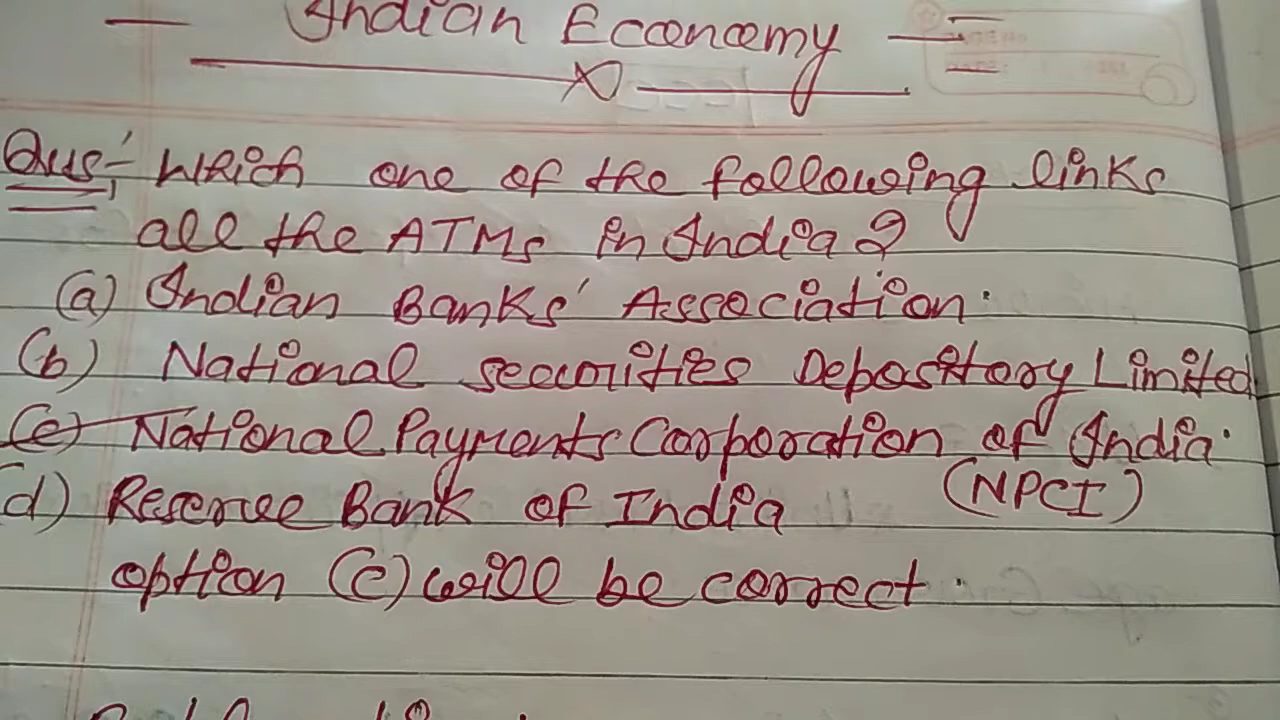 Indian Economy
Ques:- Which one of the following links
all the ATMs in India ?
(a) Indian Banks' Association.
(b) National securities Depository Limited
(c) National Payments Corporation of India.
(NPCI)
d) Reserve Bank of India
option (c) will be correct.